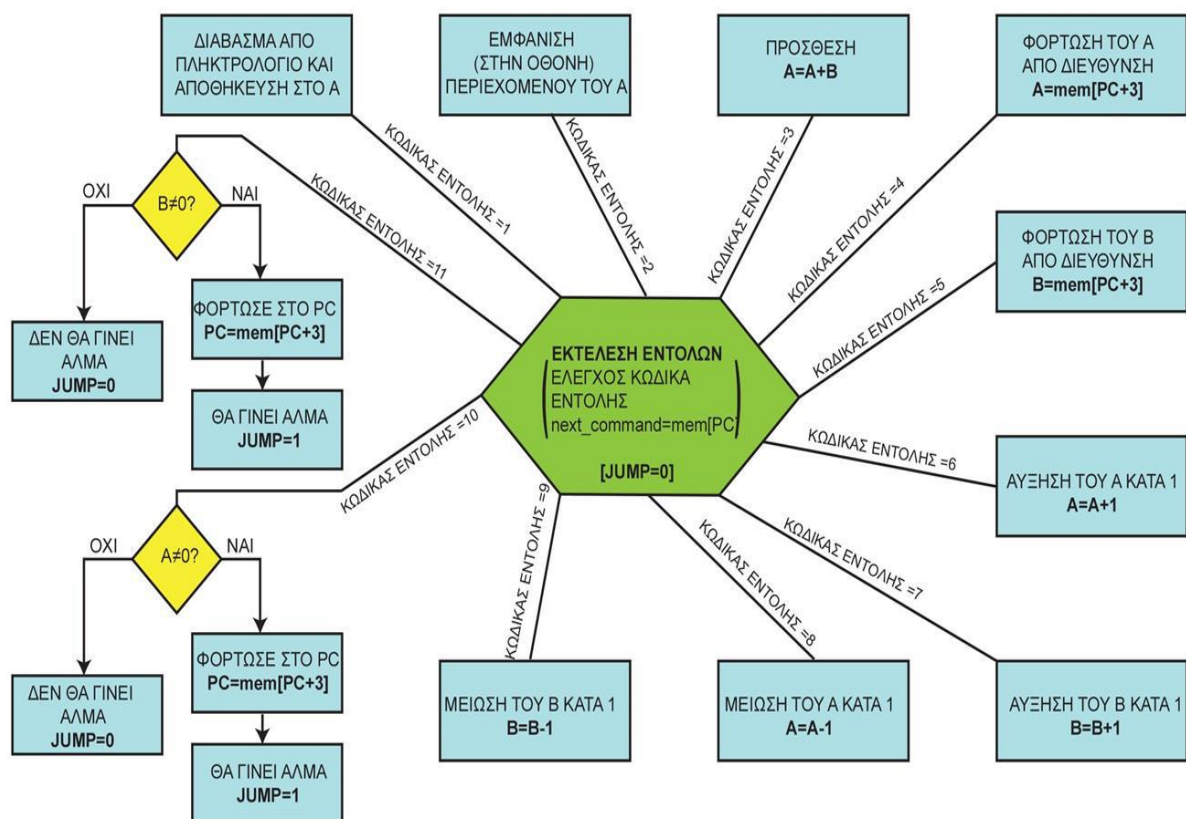 ΔΙΑΒΑΣΜΑ ΑΠΟ
ΠΛΗΚΤΡΟΛΟΓΙΟ ΚΑΙ
ΑΠΟΘΗΚΕΥΣΗ ΣΤΟ Α
ΕΜΦΑΝΙΣΗ
(ΣΤΗΝ ΟΘΟΝΗ)
ΠΕΡΙΕΧΟΜΕΝΟΥ ΤΟΥ Α
ΠΡΟΣΘΕΣΗ
A=A+B
ΦΟΡΤΩΣΗ ΤΟΥ Α
ΑΠΟ ΔΙΕΥΘΥΝΣΗ
A=mem[PC+3]
ΚΩΔΙΚΑΣ ΕΝΤΟΛΗΣ =1
ΚΩΔΙΚΑΣ ΕΝΤΟΛΗΣ =2
ΚΩΔΙΚΑΣ ΕΝΤΟΛΗΣ =3
ΚΩΔΙΚΑΣ ΕΝΤΟΛΗΣ =4
ΚΩΔΙΚΑΣ ΕΝΤΟΛΗΣ =11
ΟΧΙ
B≠0?
ΝΑΙ
ΦΟΡΤΩΣΗ ΤΟΥ Β
ΑΠΟ ΔΙΕΥΘΥΝΣΗ
B=mem[PC+3]
ΚΩΔΙΚΑΣ ΕΝΤΟΛΗΣ =5
ΦΟΡΤΩΣΕ ΣΤΟ PC
PC=mem[PC+3]
ΔΕΝ ΘΑ ΓΙΝΕΙ
ΑΛΜΑ
JUMP=0
ΘΑ ΓΙΝΕΙ ΑΛΜΑ
JUMP=1
ΕΚΤΕΛΕΣΗ ΕΝΤΟΛΩΝ
ΕΛΕΓΧΟΣ ΚΩΔΙΚΑ
ΕΝΤΟΛΗΣ
next_command=mem[PC]
[JUMP=0]
ΚΩΔΙΚΑΣ ΕΝΤΟΛΗΣ =10
ΚΩΔΙΚΑΣ ΕΝΤΟΛΗΣ =6
ΑΥΞΗΣΗ ΤΟΥ Α ΚΑΤΑ 1
A=A+1
ΚΩΔΙΚΑΣ ΕΝΤΟΛΗΣ =9
ΚΩΔΙΚΑΣ ΕΝΤΟΛΗΣ =8
ΚΩΔΙΚΑΣ ΕΝΤΟΛΗΣ =7
ΟΧΙ
A≠0?
ΝΑΙ
ΦΟΡΤΩΣΕ ΣΤΟ PC
PC=mem[PC+3]
ΔΕΝ ΘΑ ΓΙΝΕΙ
ΑΛΜΑ
JUMP=0
ΘΑ ΓΙΝΕΙ ΑΛΜΑ
JUMP=1
ΜΕΙΩΣΗ ΤΟΥ Β ΚΑΤΑ 1
B=B-1
ΜΕΙΩΣΗ ΤΟΥ Α ΚΑΤΑ 1
A=A-1
ΑΥΞΗΣΗ ΤΟΥ Β ΚΑΤΑ 1
B=B+1